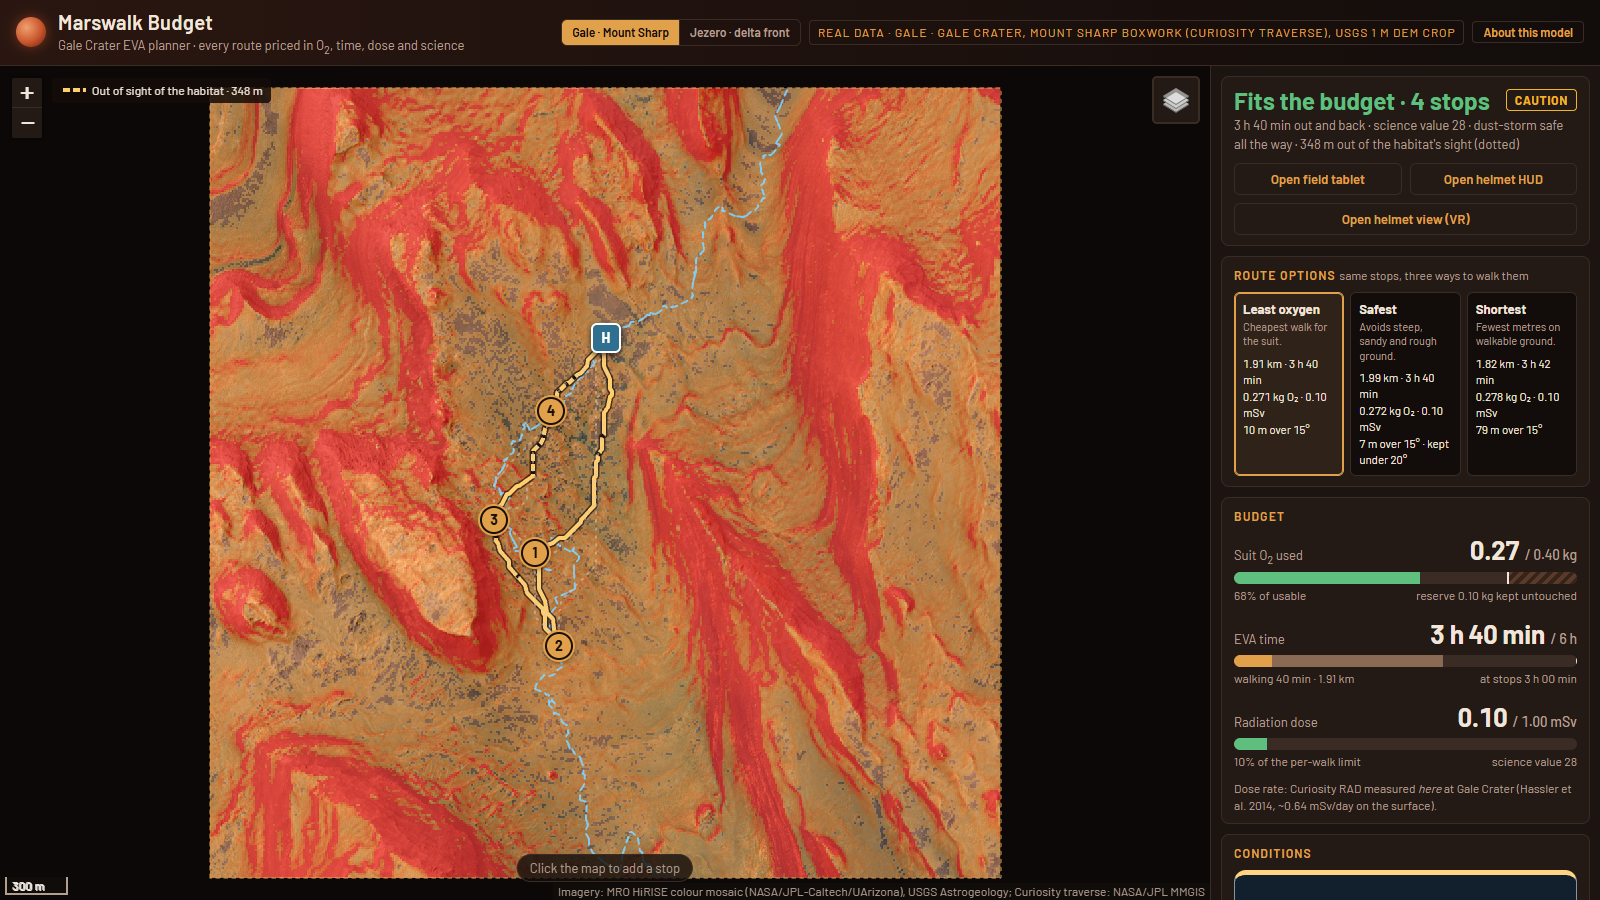 Marswalk Budget
Gale Crater EVA planner · every route priced in O₂, time, dose and science
Gale · Mount Sharp
Jezero · delta front
REAL DATA · GALE · GALE CRATER, MOUNT SHARP BOXWORK (CURIOSITY TRAVERSE), USGS 1 M DEM CROP
About this model
+
−
Out of sight of the habitat · 348 m
H
4
3
1
2
Click the map to add a stop
300 m
Imagery: MRO HiRISE colour mosaic (NASA/JPL-Caltech/UArizona), USGS Astrogeology; Curiosity traverse: NASA/JPL MMGIS
Fits the budget · 4 stops
CAUTION
3 h 40 min out and back · science value 28 · dust-storm safe
all the way · 348 m out of the habitat's sight (dotted)
Open field tablet
Open helmet HUD
Open helmet view (VR)
ROUTE OPTIONS same stops, three ways to walk them
Least oxygen
Cheapest walk for
the suit.
1.91 km · 3 h 40
min
0.271 kg O₂ · 0.10
mSv
10 m over 15°
Safest
Avoids steep,
sandy and rough
ground.
1.99 km · 3 h 40
min
0.272 kg O₂ · 0.10
mSv
7 m over 15° · kept
under 20°
Shortest
Fewest metres on
walkable ground.
1.82 km · 3 h 42
min
0.278 kg O₂ · 0.10
mSv
79 m over 15°
BUDGET
Suit O₂ used
0.27 / 0.40 kg
68% of usable
reserve 0.10 kg kept untouched
EVA time
3 h 40 min / 6 h
walking 40 min · 1.91 km
at stops 3 h 00 min
Radiation dose
0.10 / 1.00 mSv
10% of the per-walk limit
science value 28
Dose rate: Curiosity RAD measured here at Gale Crater (Hassler et
al. 2014, ~0.64 mSv/day on the surface).
CONDITIONS